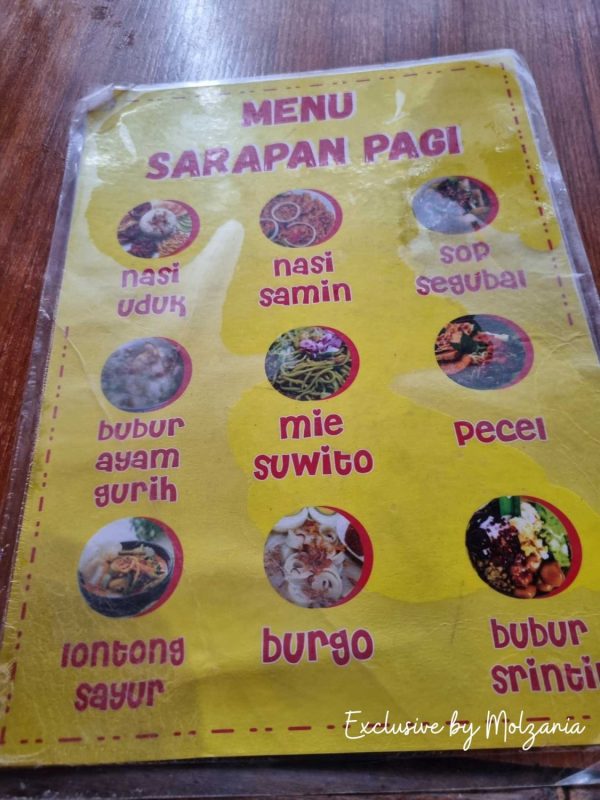 MENU
SARAPAN PAGI
nasi
uduk
nasi
samin
sop
segubal
bubur
ayam
gurih
mie
suwito
pecel
lontong
sayur
burgo
bubur
Exclusive by Molzania